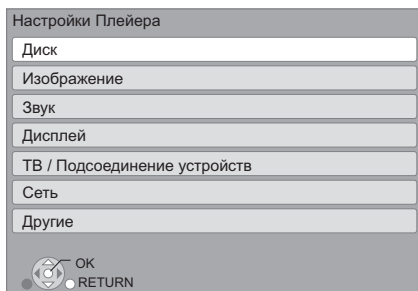 Настройки Плейера
Диск
Изображение
Звук
Дисплей
ТВ / Подсоединение устройств
Сеть
Другие
OK
RETURN